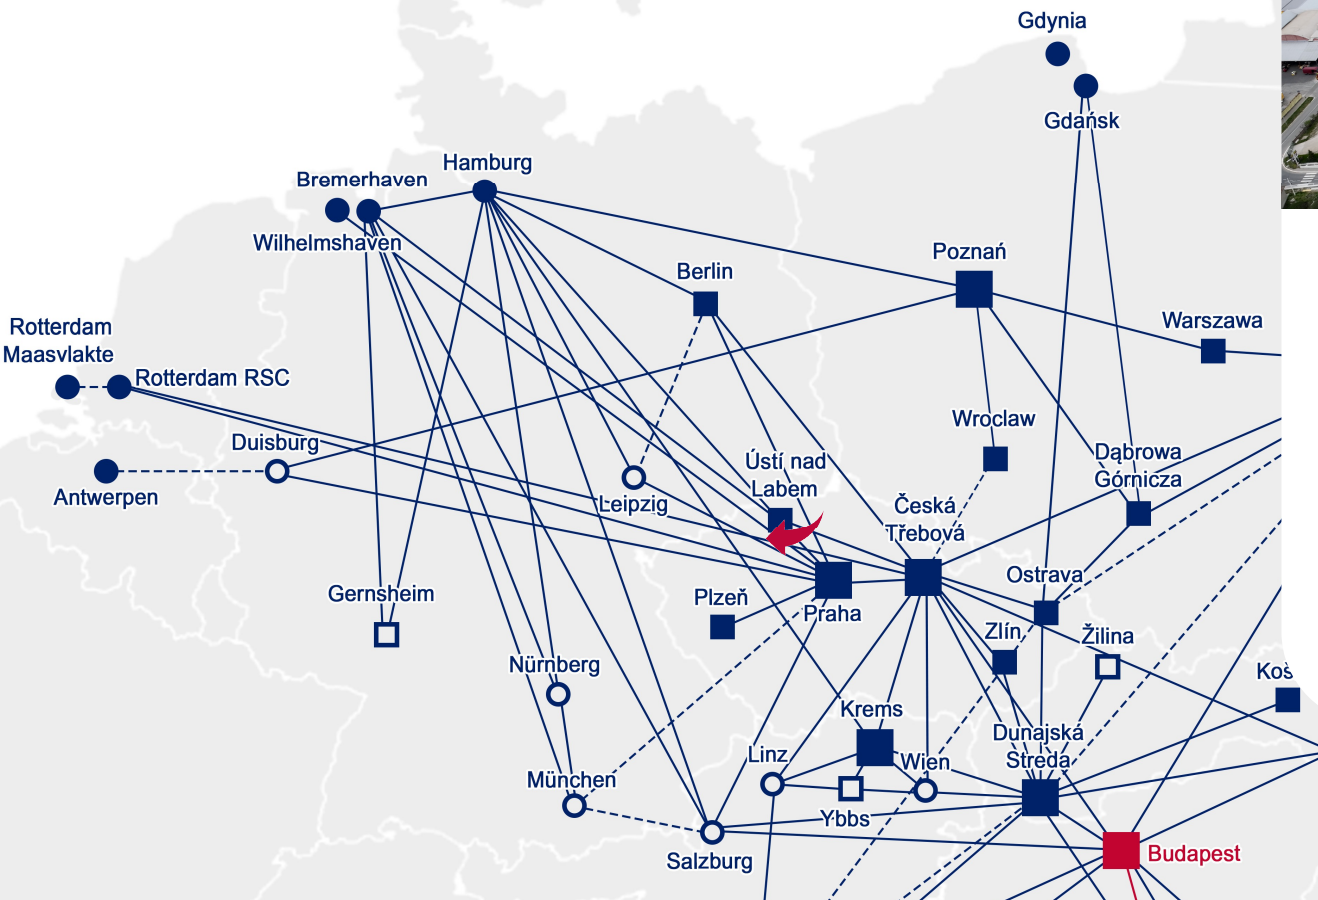 Gdynia
Gdańsk
Hamburg
Bremerhaven
Wilhelmshaven
Poznań
Berlin
Warszawa
Rotterdam
Maasvlakte
Rotterdam RSC
Wroclaw
Duisburg
Dąbrowa
Górnicza
Ústí nad
Labem
Antwerpen
Leipzig
Česká
Třebová
Ostrava
Gernsheim
Plzeň
Praha
Zlín
Žilina
Nürnberg
Koš
Krems
Dunajská
Streda
Linz
Wien
München
Ybbs
Salzburg
Budapest